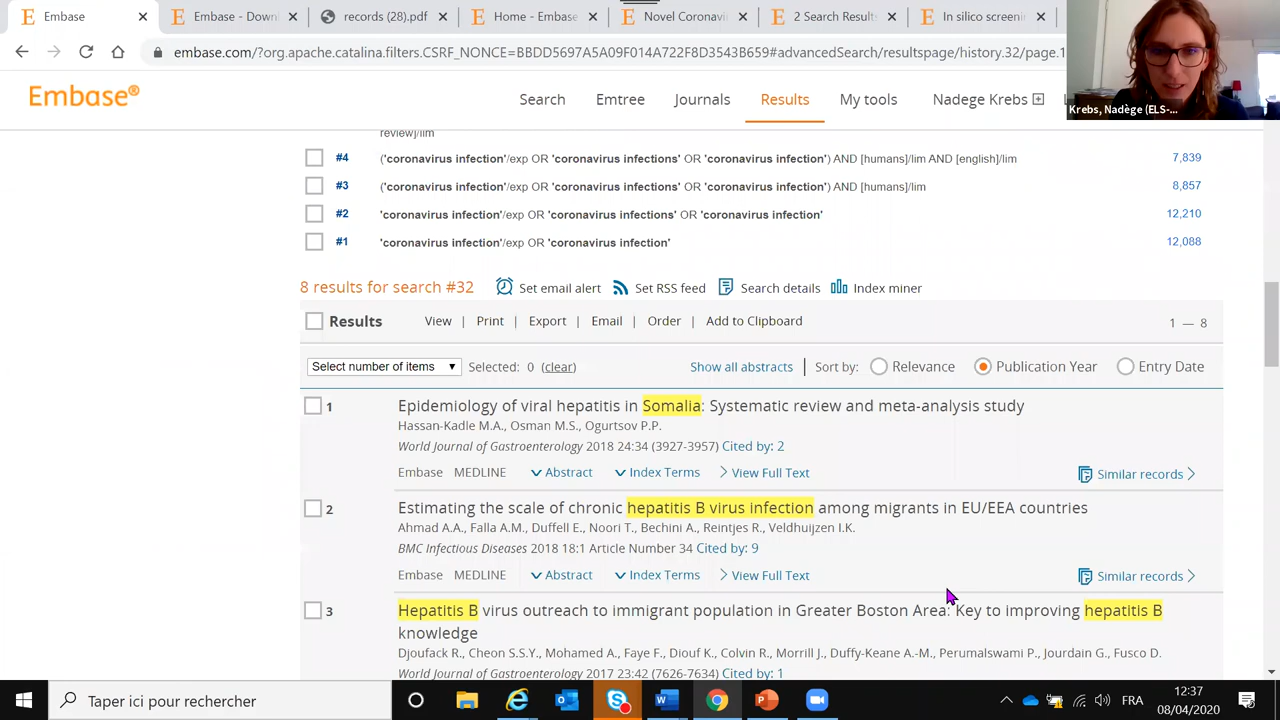 Embase
Embase - Down
records (28).pdf
Home - Embase
Novel Coronavi
2 Search Results
In silico screenin
embase.com/?org.apache.catalina.filters.CSRF_NONCE=BBDD5697A5A09F014A722F8D3543B659#advancedSearch/resultspage/history.32/page.1
Krebs, Nadège (ELS-...
Embase®
Search
Emtree
Journals
Results
My tools
Nadege Krebs
review]/lim
#4 ('coronavirus infection'/exp OR 'coronavirus infections' OR 'coronavirus infection') AND [humans]/lim AND [english]/lim 7,839
#3 ('coronavirus infection'/exp OR 'coronavirus infections' OR 'coronavirus infection') AND [humans]/lim 8,857
#2 'coronavirus infection'/exp OR 'coronavirus infections' OR 'coronavirus infection' 12,210
#1 'coronavirus infection'/exp OR 'coronavirus infection' 12,088
8 results for search #32 Set email alert Set RSS feed Search details Index miner
Results View | Print | Export | Email | Order | Add to Clipboard 1 — 8
Select number of items Selected: 0 (clear) Show all abstracts | Sort by: Relevance Publication Year Entry Date
1 Epidemiology of viral hepatitis in Somalia: Systematic review and meta-analysis study
Hassan-Kadle M.A., Osman M.S., Ogurtsov P.P.
World Journal of Gastroenterology 2018 24:34 (3927-3957) Cited by: 2
Embase MEDLINE Abstract Index Terms View Full Text Similar records
2 Estimating the scale of chronic hepatitis B virus infection among migrants in EU/EEA countries
Ahmad A.A., Falla A.M., Duffell E., Noori T., Bechini A., Reintjes R., Veldhuijzen I.K.
BMC Infectious Diseases 2018 18:1 Article Number 34 Cited by: 9
Embase MEDLINE Abstract Index Terms View Full Text Similar records
3 Hepatitis B virus outreach to immigrant population in Greater Boston Area: Key to improving hepatitis B
knowledge
Djoufack R., Cheon S.S.Y., Mohamed A., Faye F., Diouf K., Colvin R., Morrill J., Duffy-Keane A.-M., Perumalswami P., Jourdain G., Fusco D.
World Journal of Gastroenterology 2017 23:42 (7626-7634) Cited by: 1
Taper ici pour rechercher
FRA
12:37
08/04/2020